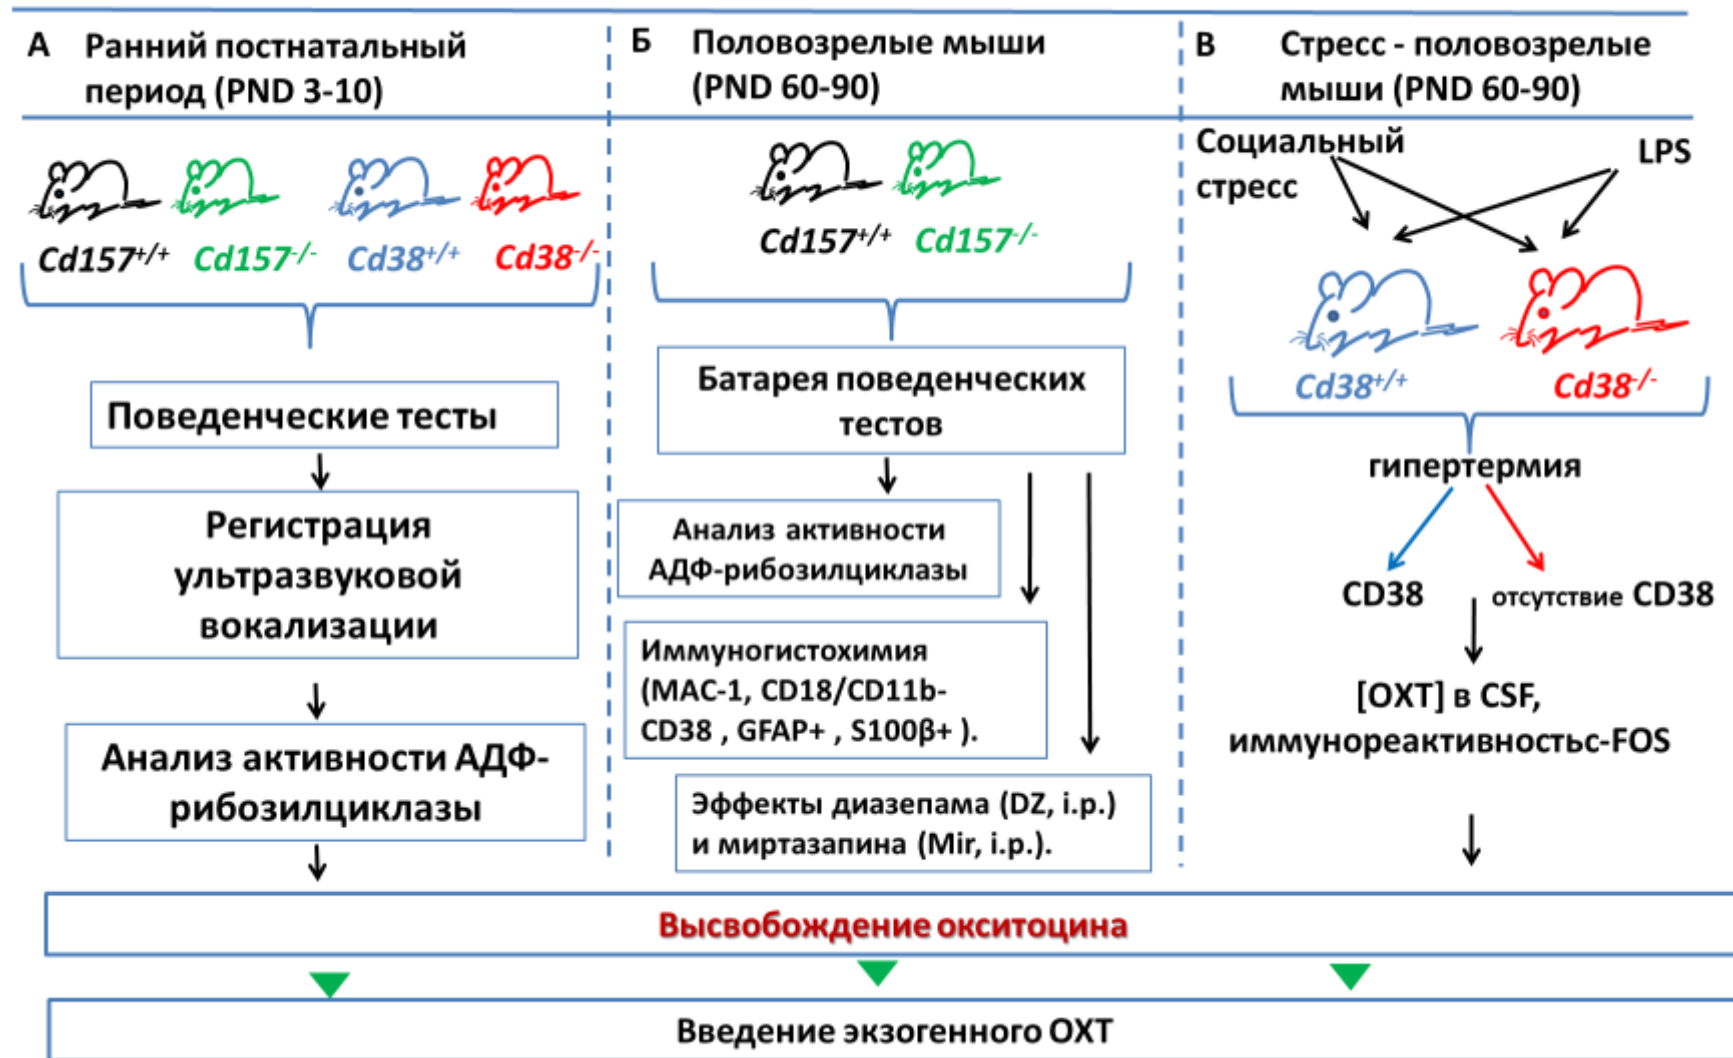 А Ранний постнатальный
период (PND 3-10)
Cd157+/+ Cd157-/- Cd38+/+ Cd38-/-
Поведенческие тесты
Регистрация
ультразвуковой
вокализации
Анализ активности АДФ-
рибозилциклазы
Б Половозрелые мыши
(PND 60-90)
Cd157+/+ Cd157-/-
Батарея поведенческих
тестов
Анализ активности
АДФ-рибозилциклазы
Иммуногистохимия
(MAC-1, CD18/CD11b-
CD38 , GFAP+ , S100β+ ).
Эффекты диазепама (DZ, i.p.)
и миртазапина (Mir, i.p.).
В Стресс - половозрелые
мыши (PND 60-90)
Социальный
стресс
LPS
Cd38+/+ Cd38-/-
гипертермия
CD38 отсутствие CD38
[OXT] в CSF,
иммунореактивностьc-FOS
Высвобождение окситоцина
Введение экзогенного ОХТ